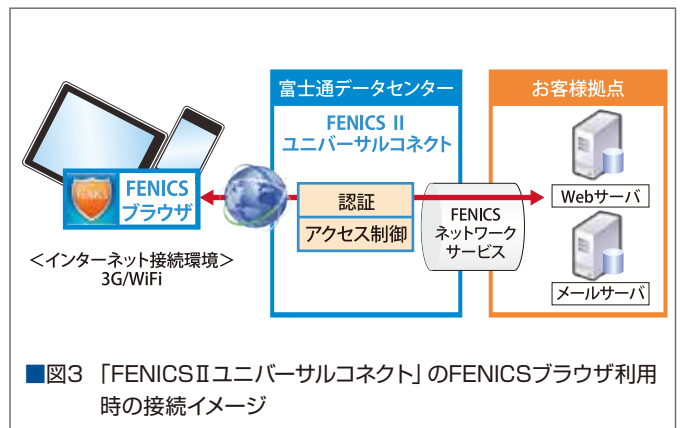 富士通データセンター
お客様拠点
FENICS II
ユニバーサルコネクト
FENICS
ブラウザ
認証
アクセス制御
FENICS
ネットワーク
サービス
Webサーバ
メールサーバ
<インターネット接続環境>
3G/WiFi
■図3 「FENICSⅡユニバーサルコネクト」のFENICSブラウザ利用
時の接続イメージ